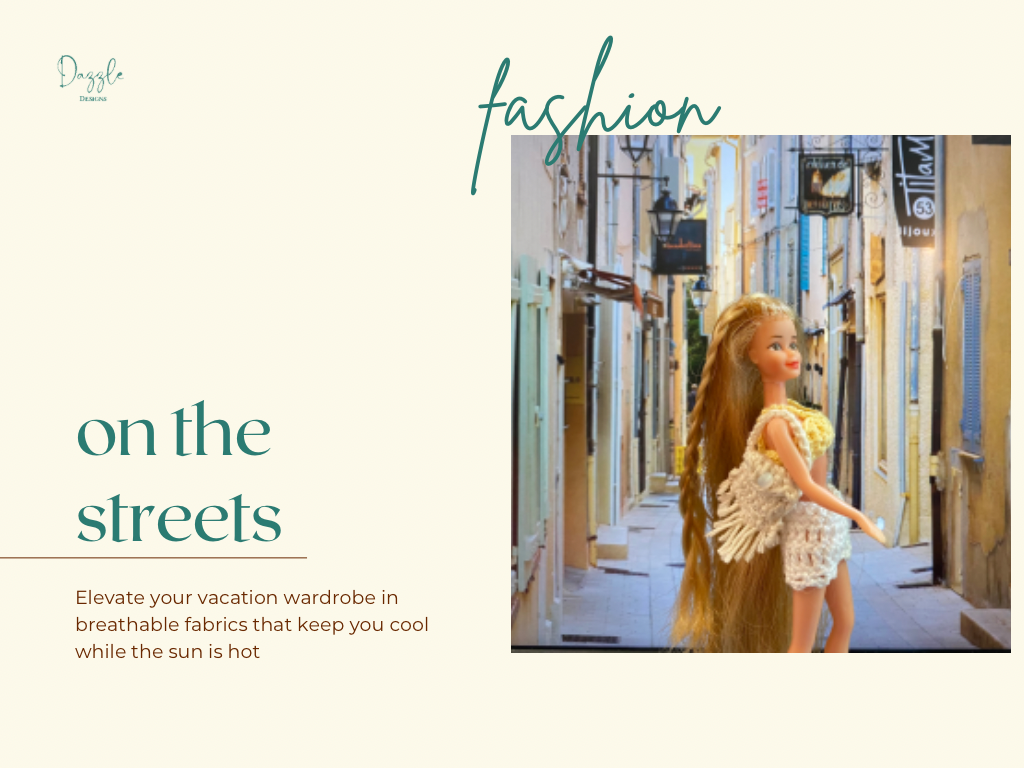 Dazzle
DESIGNS
fashion
53
on the
streets
Elevate your vacation wardrobe in
breathable fabrics that keep you cool
while the sun is hot